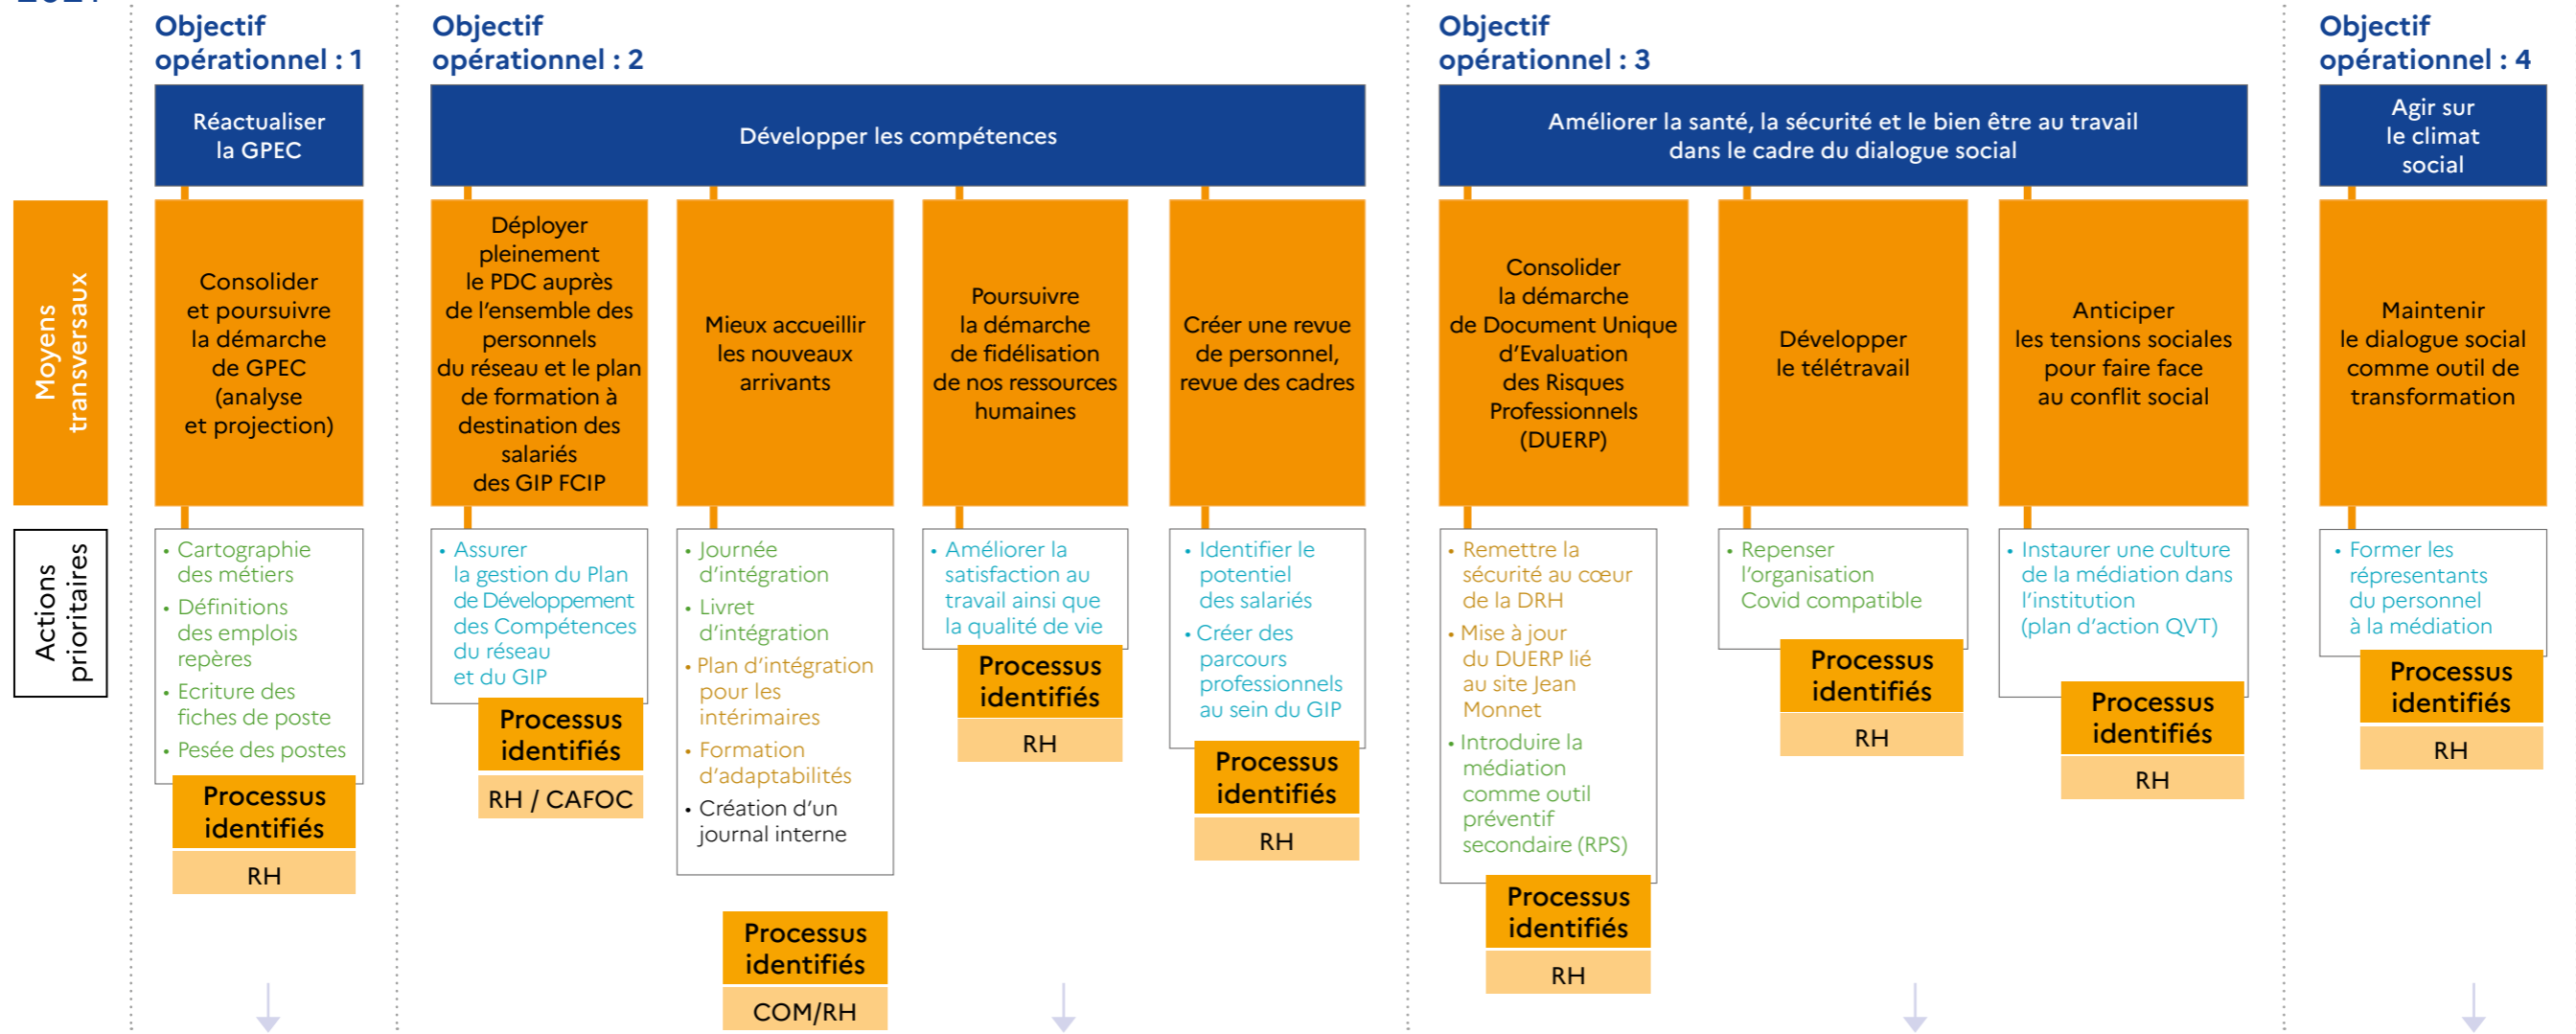 Objectif
opérationnel : 1
Réactualiser
la GPEC
Objectif
opérationnel : 2
Développer les compétences
Objectif
opérationnel : 3
Améliorer la santé, la sécurité et le bien être au travail
dans le cadre du dialogue social
Objectif
opérationnel : 4
Agir sur
le climat
social
Moyens
transversaux
Consolider
et poursuivre
la démarche
de GPEC
(analyse
et projection)
Déployer
pleinement
le PDC auprès
de l'ensemble des
personnels
du réseau et le plan
de formation à
destination des
salariés
des GIP FCIP
Mieux accueillir
les nouveaux
arrivants
Poursuivre
la démarche
de fidélisation
de nos ressources
humaines
Créer une revue
de personnel,
revue des cadres
Consolider
la démarche
de Document Unique
d'Evaluation
des Risques
Professionnels
(DUERP)
Développer
le télétravail
Anticiper
les tensions sociales
pour faire face
au conflit social
Maintenir
le dialogue social
comme outil de
transformation
Actions
prioritaires
• Cartographie
des métiers
• Définitions
des emplois
repères
• Ecriture des
fiches de poste
• Pesée des postes
Processus
identifiés
RH
• Assurer
la gestion du Plan
de Développement
des Compétences
du réseau
et du GIP
Processus
identifiés
RH / CAFOC
• Journée
d'intégration
• Livret
d'intégration
• Plan d'intégration
pour les
intérimaires
• Formation
d'adaptabilités
• Création d'un
journal interne
Processus
identifiés
COM/RH
• Améliorer la
satisfaction au
travail ainsi que
la qualité de vie
Processus
identifiés
RH
• Identifier le
potentiel
des salariés
• Créer des
parcours
professionnels
au sein du GIP
Processus
identifiés
RH
• Remettre la
sécurité au cœur
de la DRH
• Mise à jour
du DUERP lié
au site Jean
Monnet
• Introduire la
médiation
comme outil
préventif
secondaire (RPS)
Processus
identifiés
RH
• Repenser
l'organisation
Covid compatible
Processus
identifiés
RH
• Instaurer une culture
de la médiation dans
l'institution
(plan d'action QVT)
Processus
identifiés
RH
• Former les
réprésentants
du personnel
à la médiation
Processus
identifiés
RH